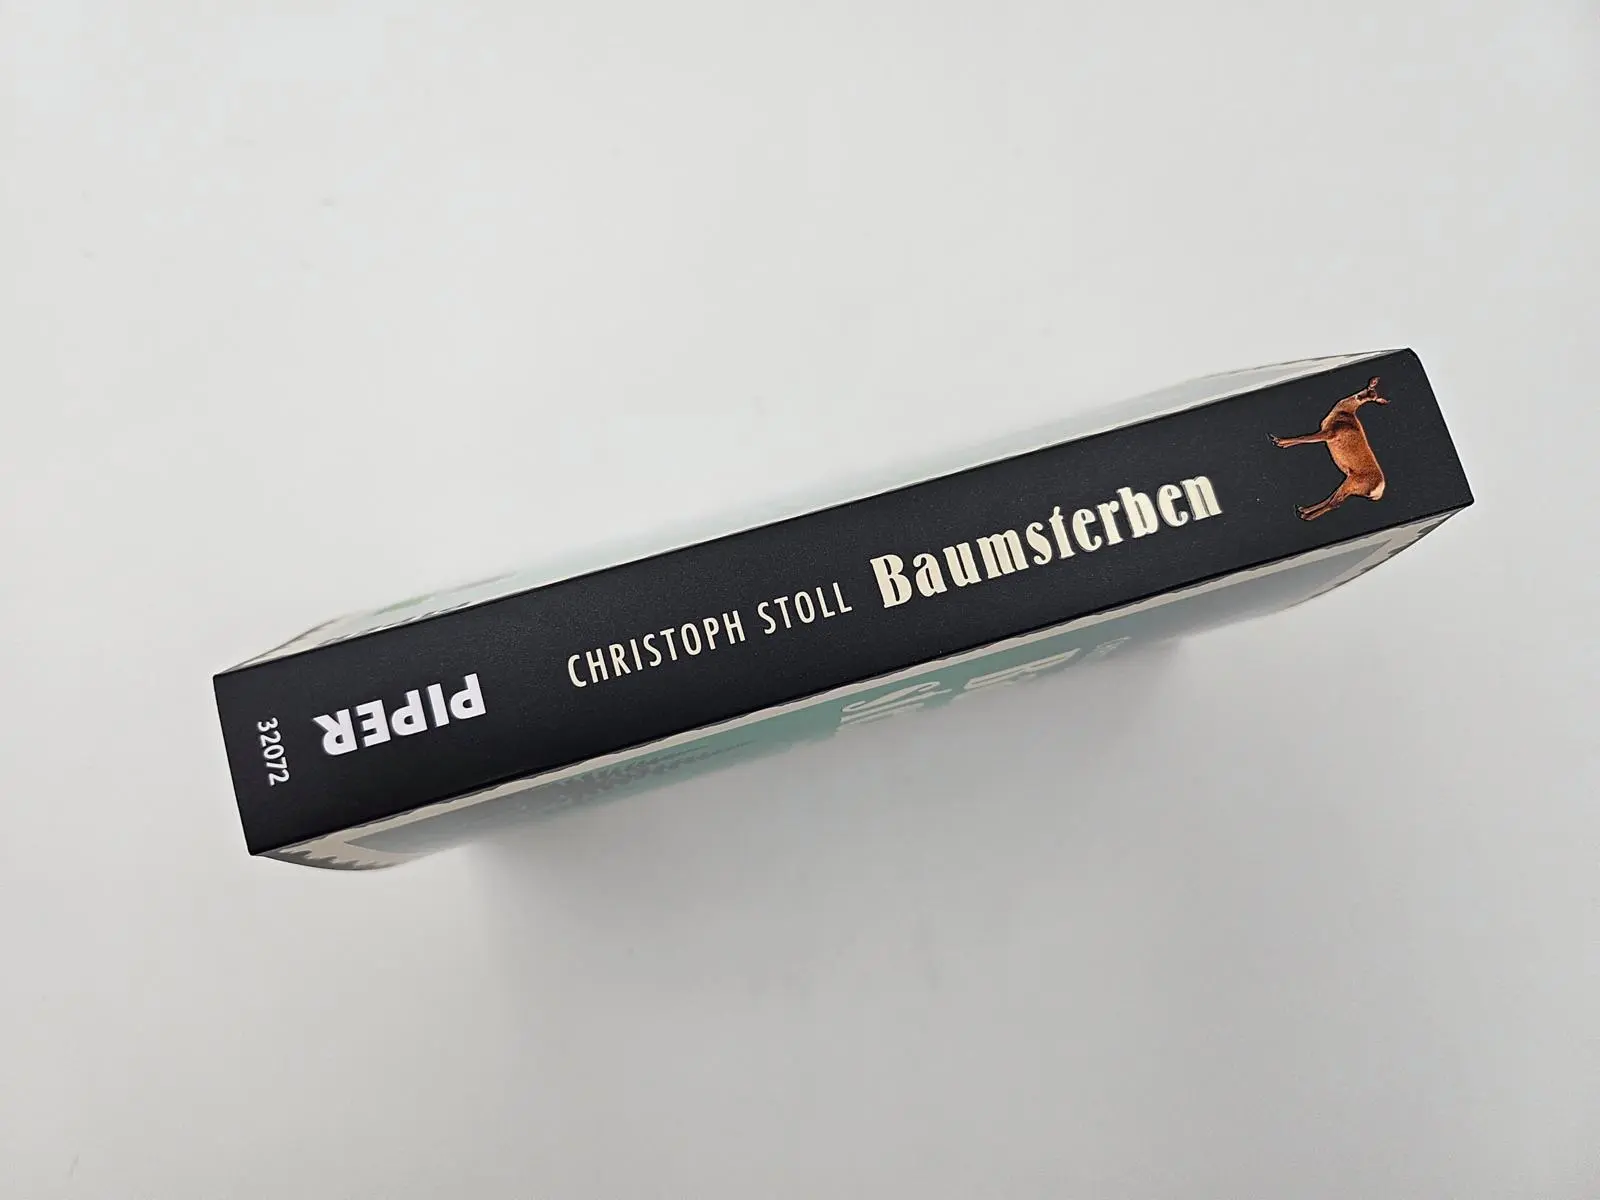 CHRISTOPH STOLL Baumsterben
PIPER
32072